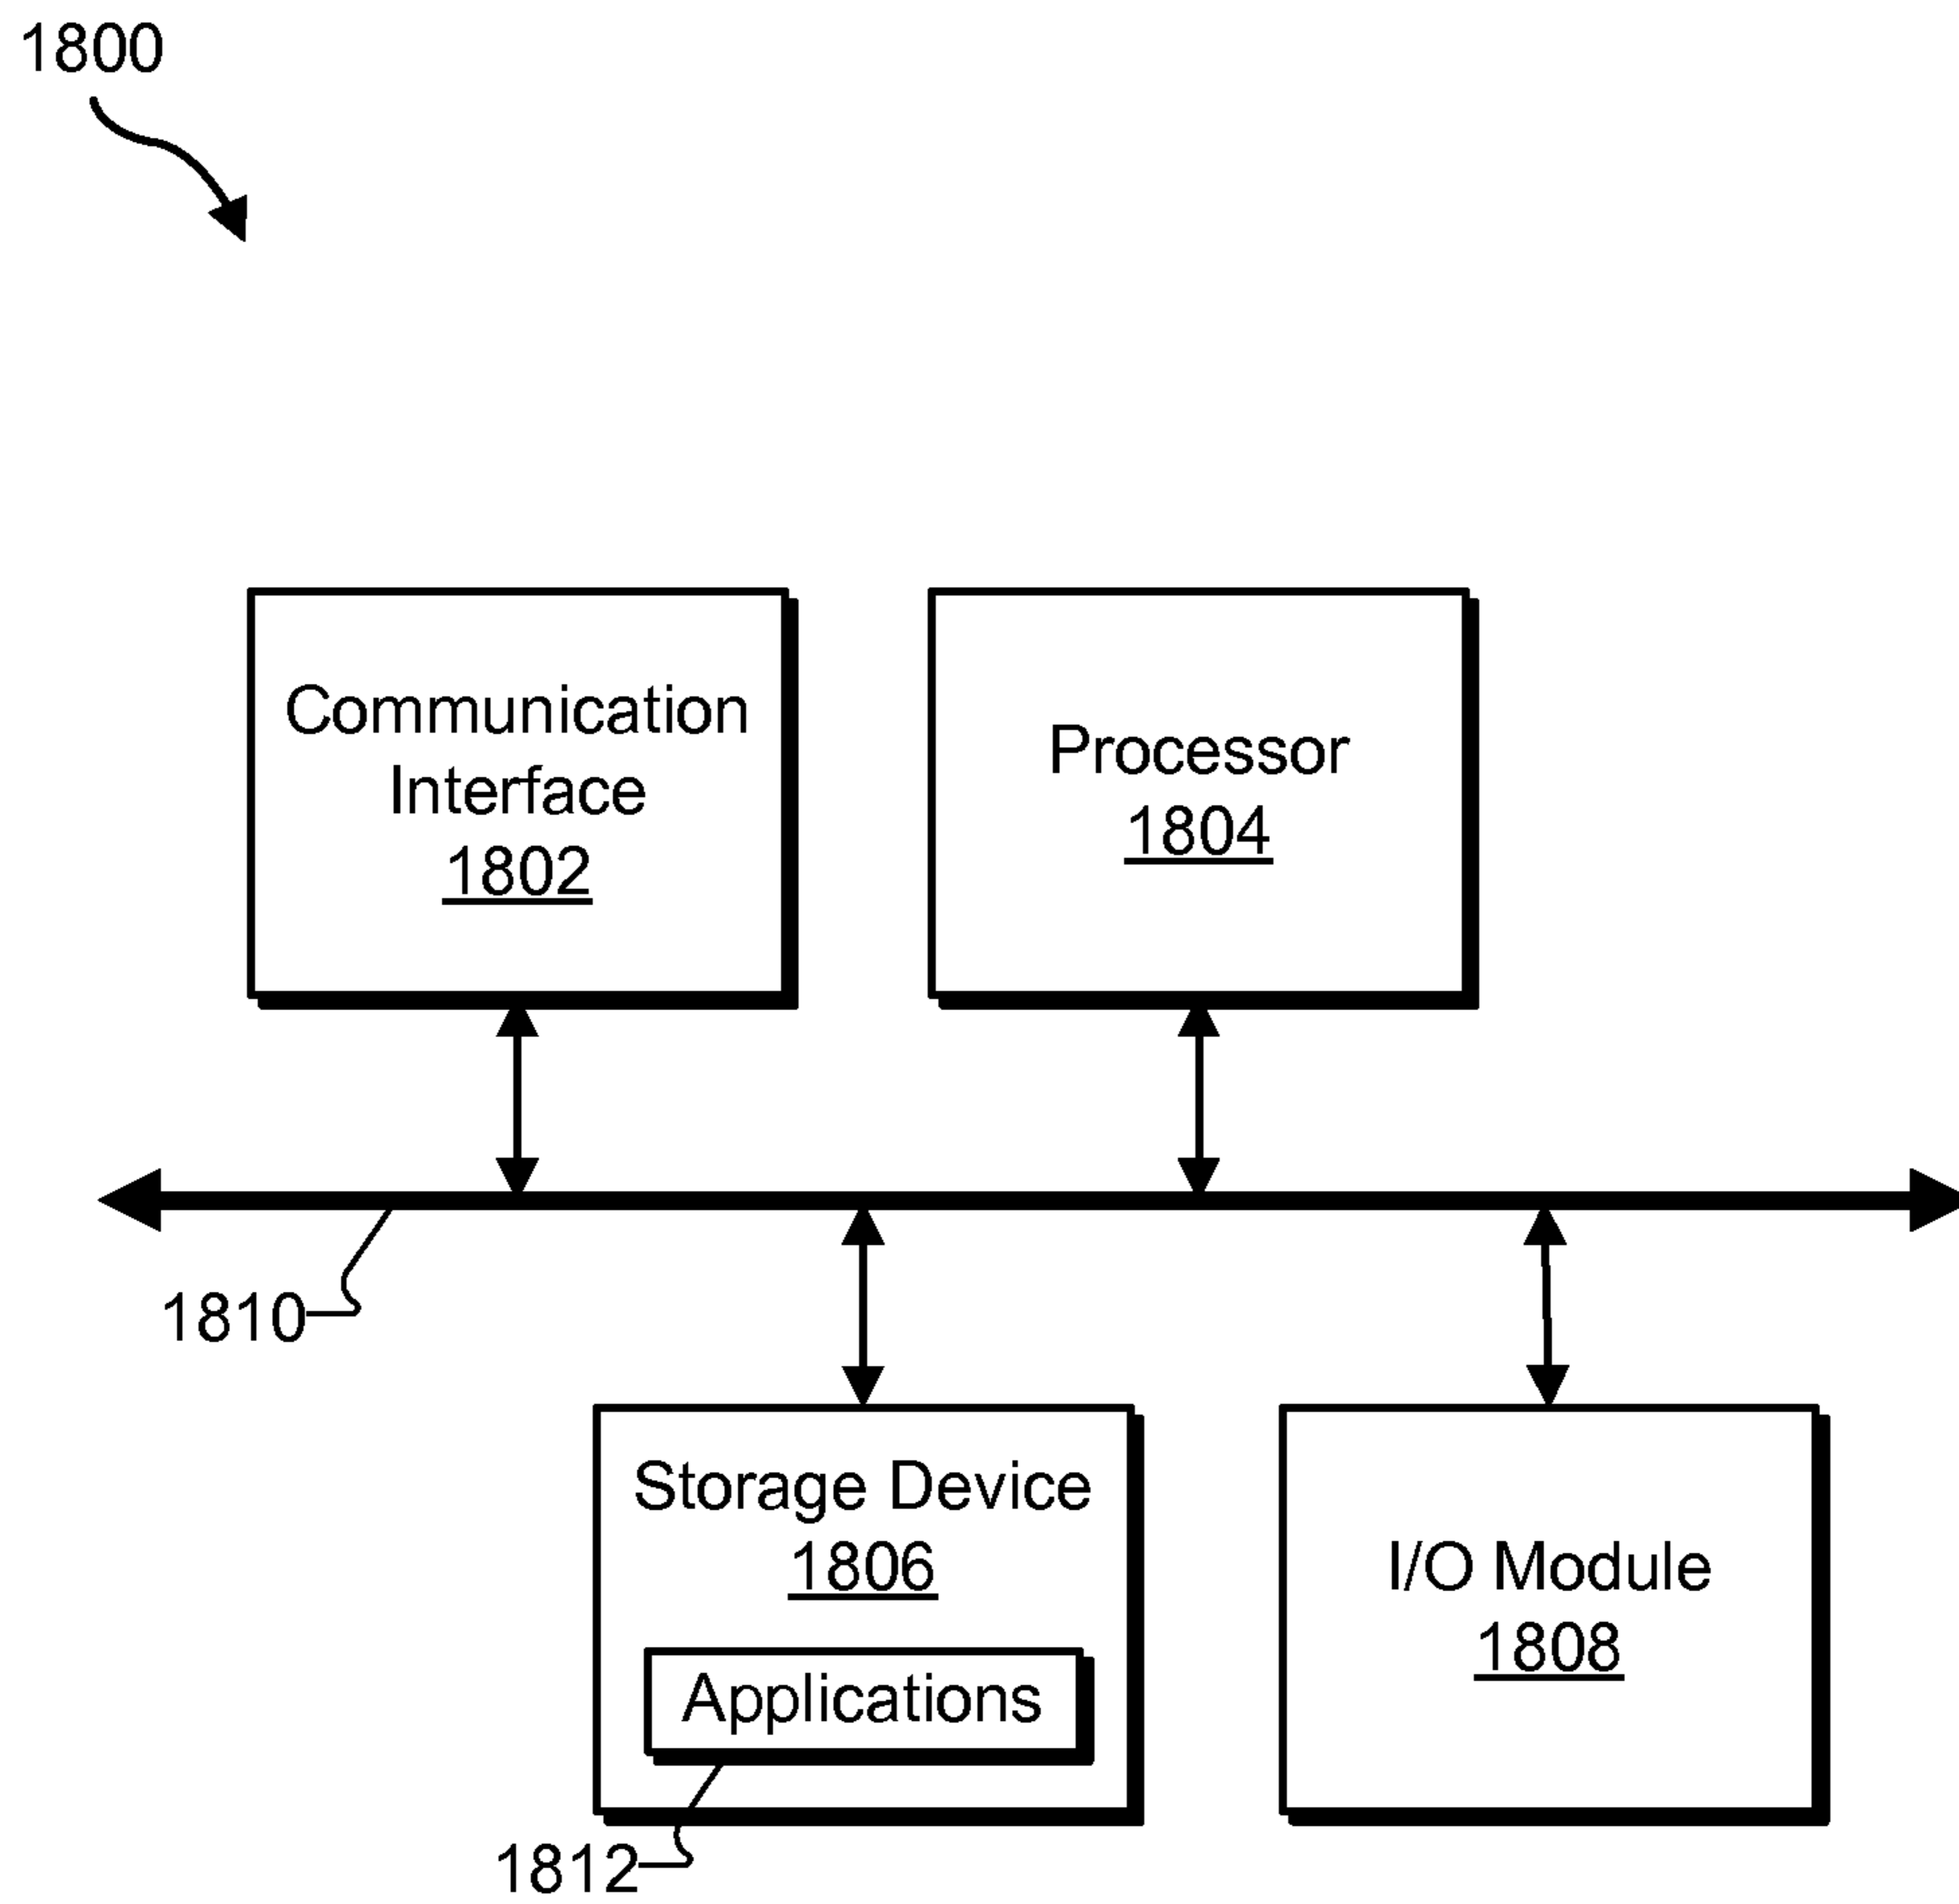 1800
Communication
Interface
1802
Processor
1804
1810
Storage Device
1806
Applications
1812
I/O Module
1808